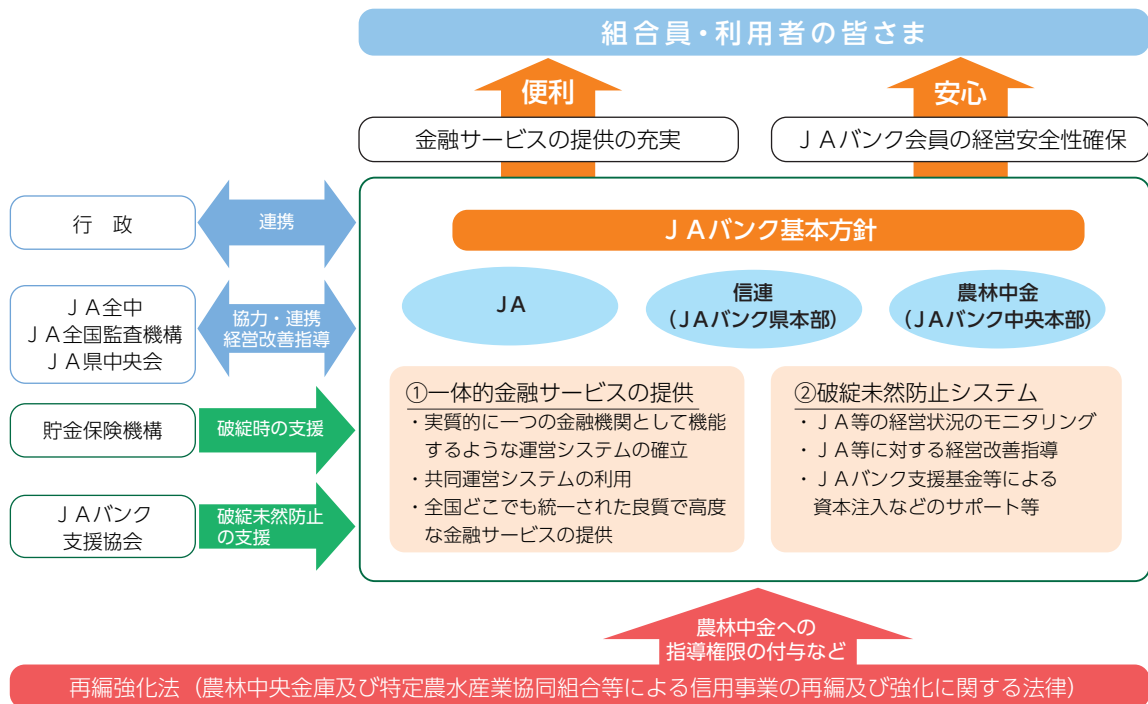 組合員・利用者の皆さま
便利
安心
金融サービスの提供の充実
ＪＡバンク会員の経営安全性確保
行　政
連携
ＪＡ全中
ＪＡ全国監査機構
ＪＡ県中央会
協力・連携
経営改善指導
貯金保険機構
破綻時の支援
ＪＡバンク
支援協会
破綻未然防止
の支援
ＪＡバンク基本方針
JA
信連
（JAバンク県本部）
農林中金
（JAバンク中央本部）
①一体的金融サービスの提供
・実質的に一つの金融機関として機能
するような運営システムの確立
・共同運営システムの利用
・全国どこでも統一された良質で高度
な金融サービスの提供
②破綻未然防止システム
・ＪＡ等の経営状況のモニタリング
・ＪＡ等に対する経営改善指導
・ＪＡバンク支援基金等による
資本注入などのサポート等
農林中金への
指導権限の付与など
再編強化法（農林中央金庫及び特定農水産業協同組合等による信用事業の再編及び強化に関する法律）